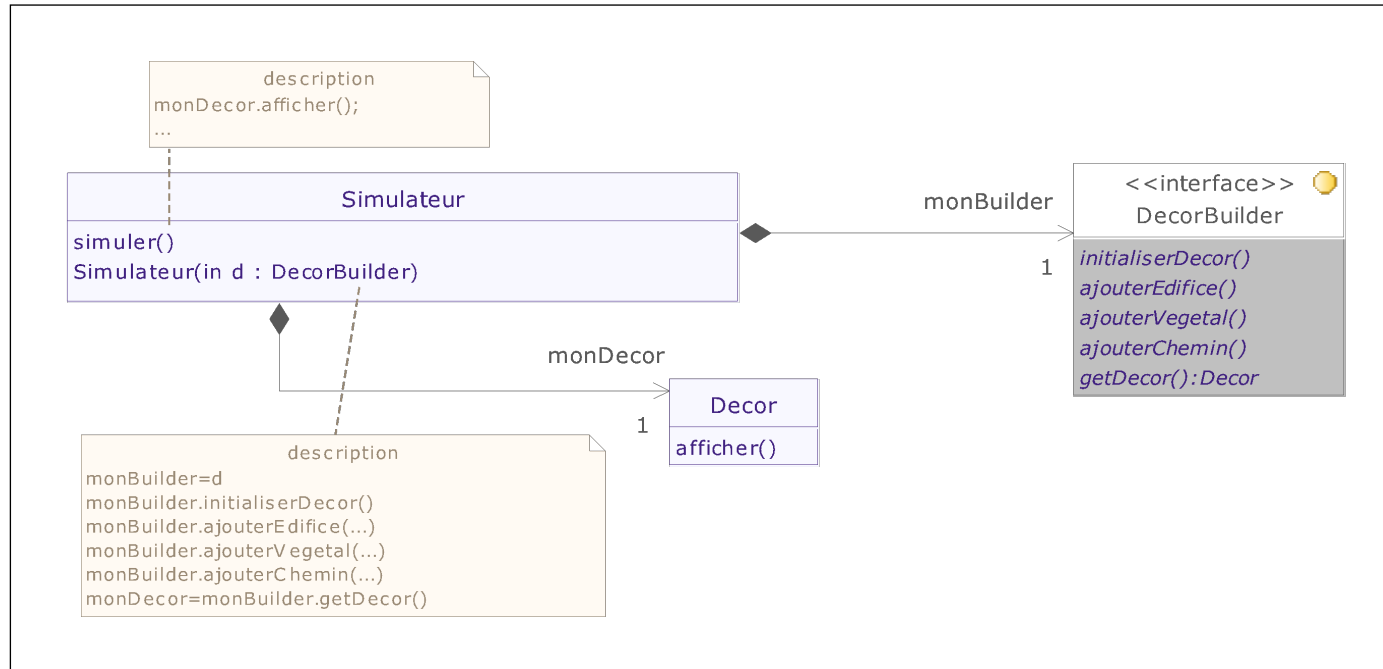 description
monDecor.afficher();
...
Simulateur
simuler()
Simulateur(in d : DecorBuilder)
monBuilder
1
<<interface>>
DecorBuilder
initialiserDecor()
ajouterEdifice()
ajouterVegetal()
ajouterChemin()
getDecor():Decor
monDecor
1
Decor
afficher()
description
monBuilder=d
monBuilder.initialiserDecor()
monBuilder.ajouterEdifice(...)
monBuilder.ajouterVegetal(...)
monBuilder.ajouterChemin(...)
monDecor=monBuilder.getDecor()